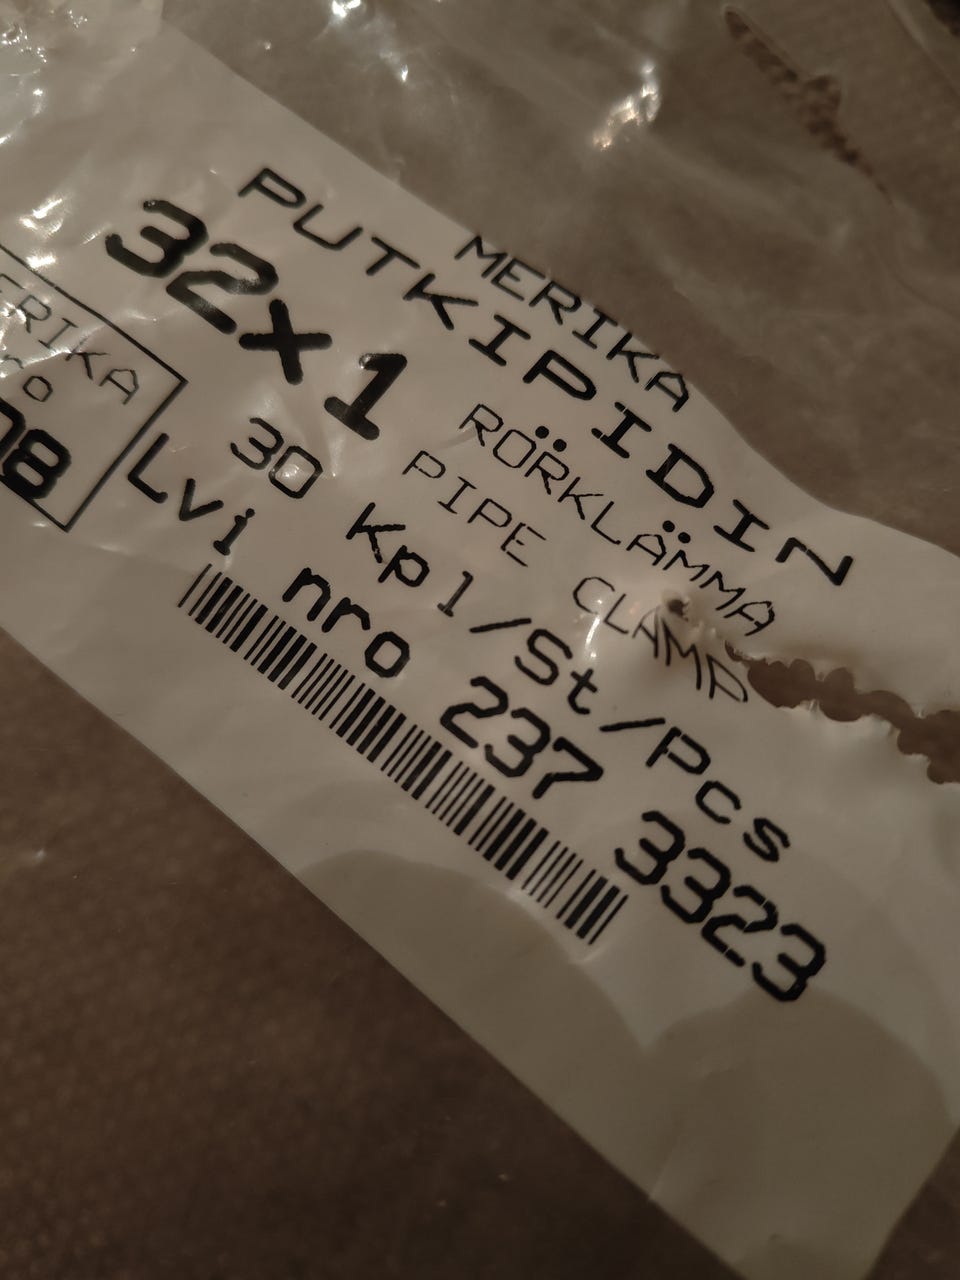 MERIKA
PUTKIPIDIN
RÖRKLÄMMA
PIPE CLAMP
32x1
30 Kpl/St/Pcs
Lvi nro 237 3323